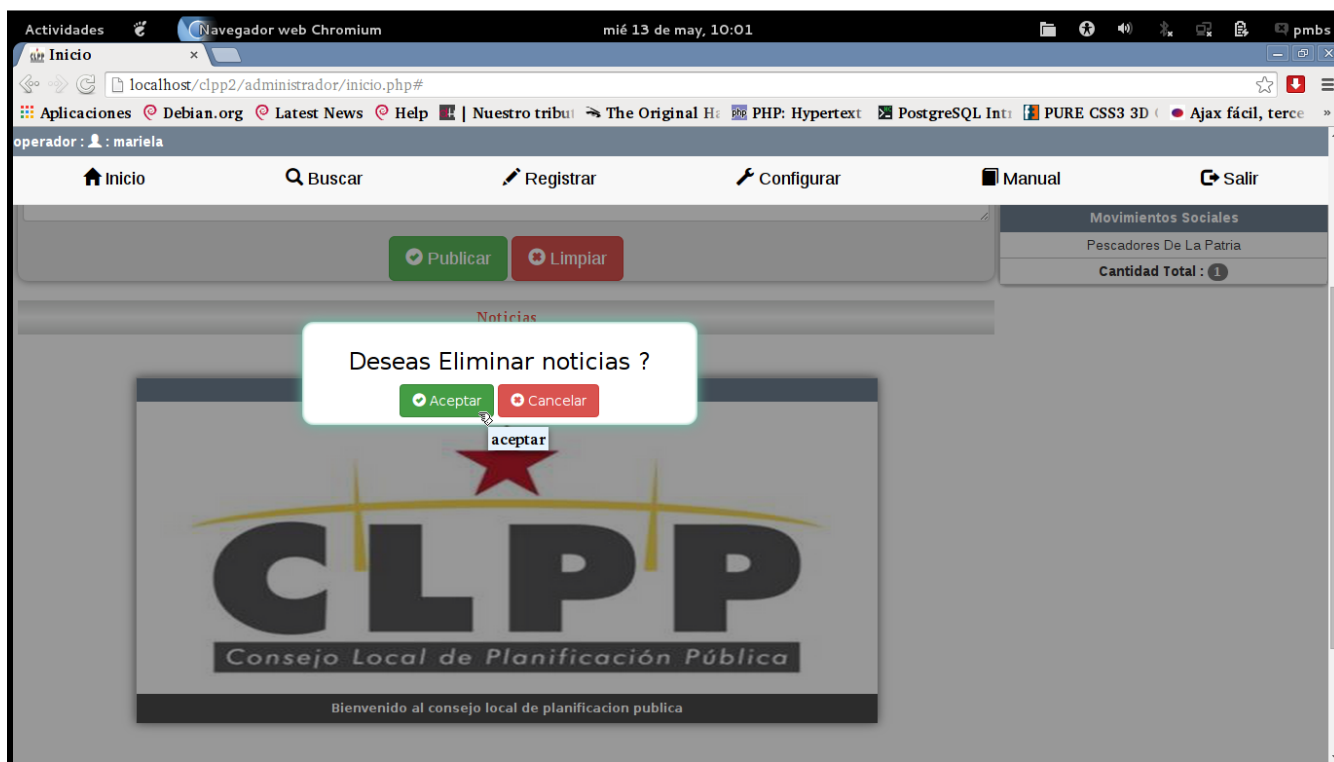 Actividades Navegador web Chromium mié 13 de may, 10:01 pmbs
Inicio ×
localhost/clpp2/administrador/inicio.php#
Aplicaciones Debian.org Latest News Help | Nuestro tribu The Original Ha PHP: Hypertext PostgreSQL Int PURE CSS3 3D ( Ajax fácil, terce »
operador : : mariela
Inicio Buscar Registrar Configurar Manual Salir
Movimientos Sociales
Pescadores De La Patria
Cantidad Total : 1
Publicar Limpiar
Noticias
Deseas Eliminar noticias ?
Aceptar Cancelar
aceptar
CLPP
Consejo Local de Planificación Pública
Bienvenido al consejo local de planificacion publica